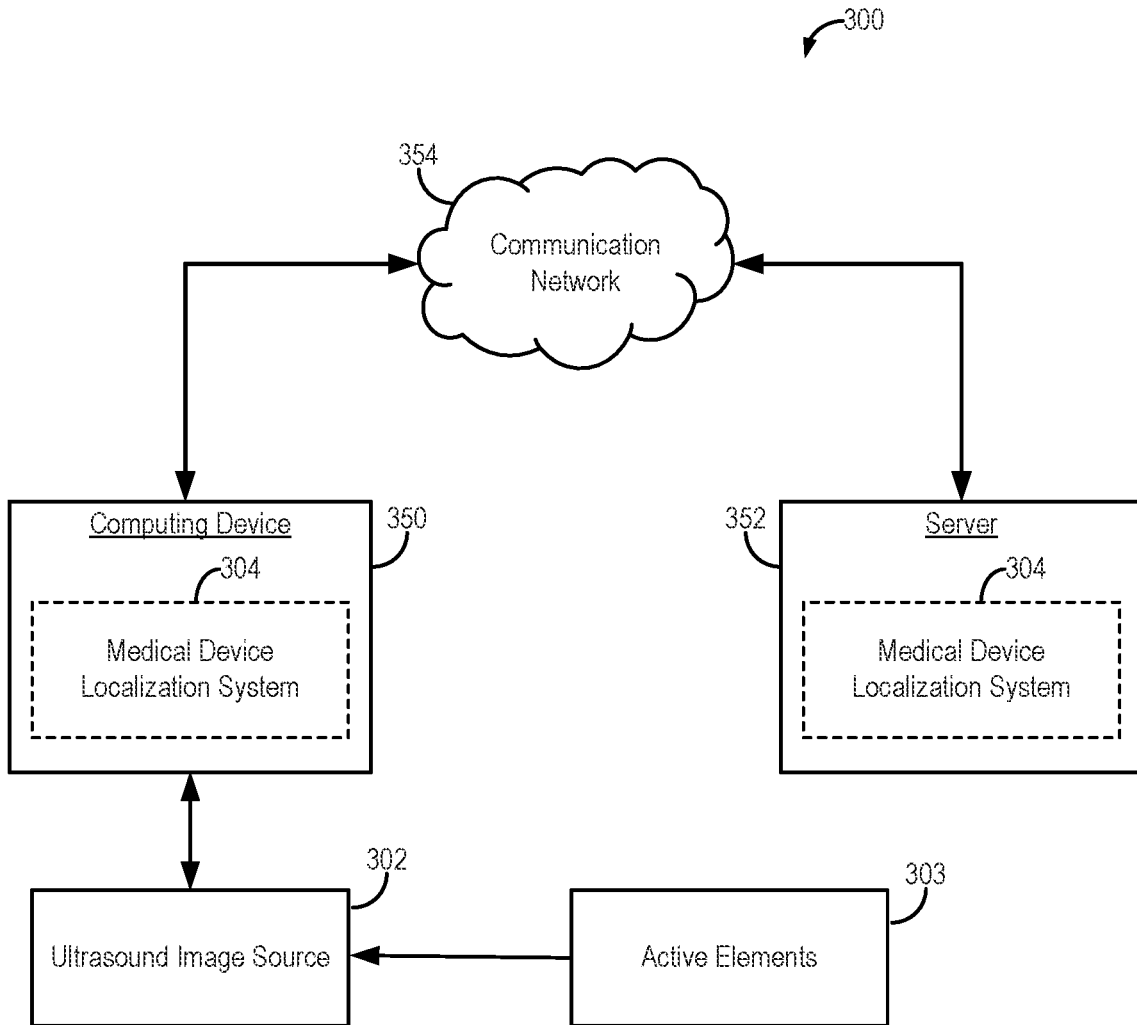 300
354
Communication
Network
Computing Device
350
352
Server
304
304
Medical Device
Localization System
Medical Device
Localization System
302
303
Ultrasound Image Source
Active Elements